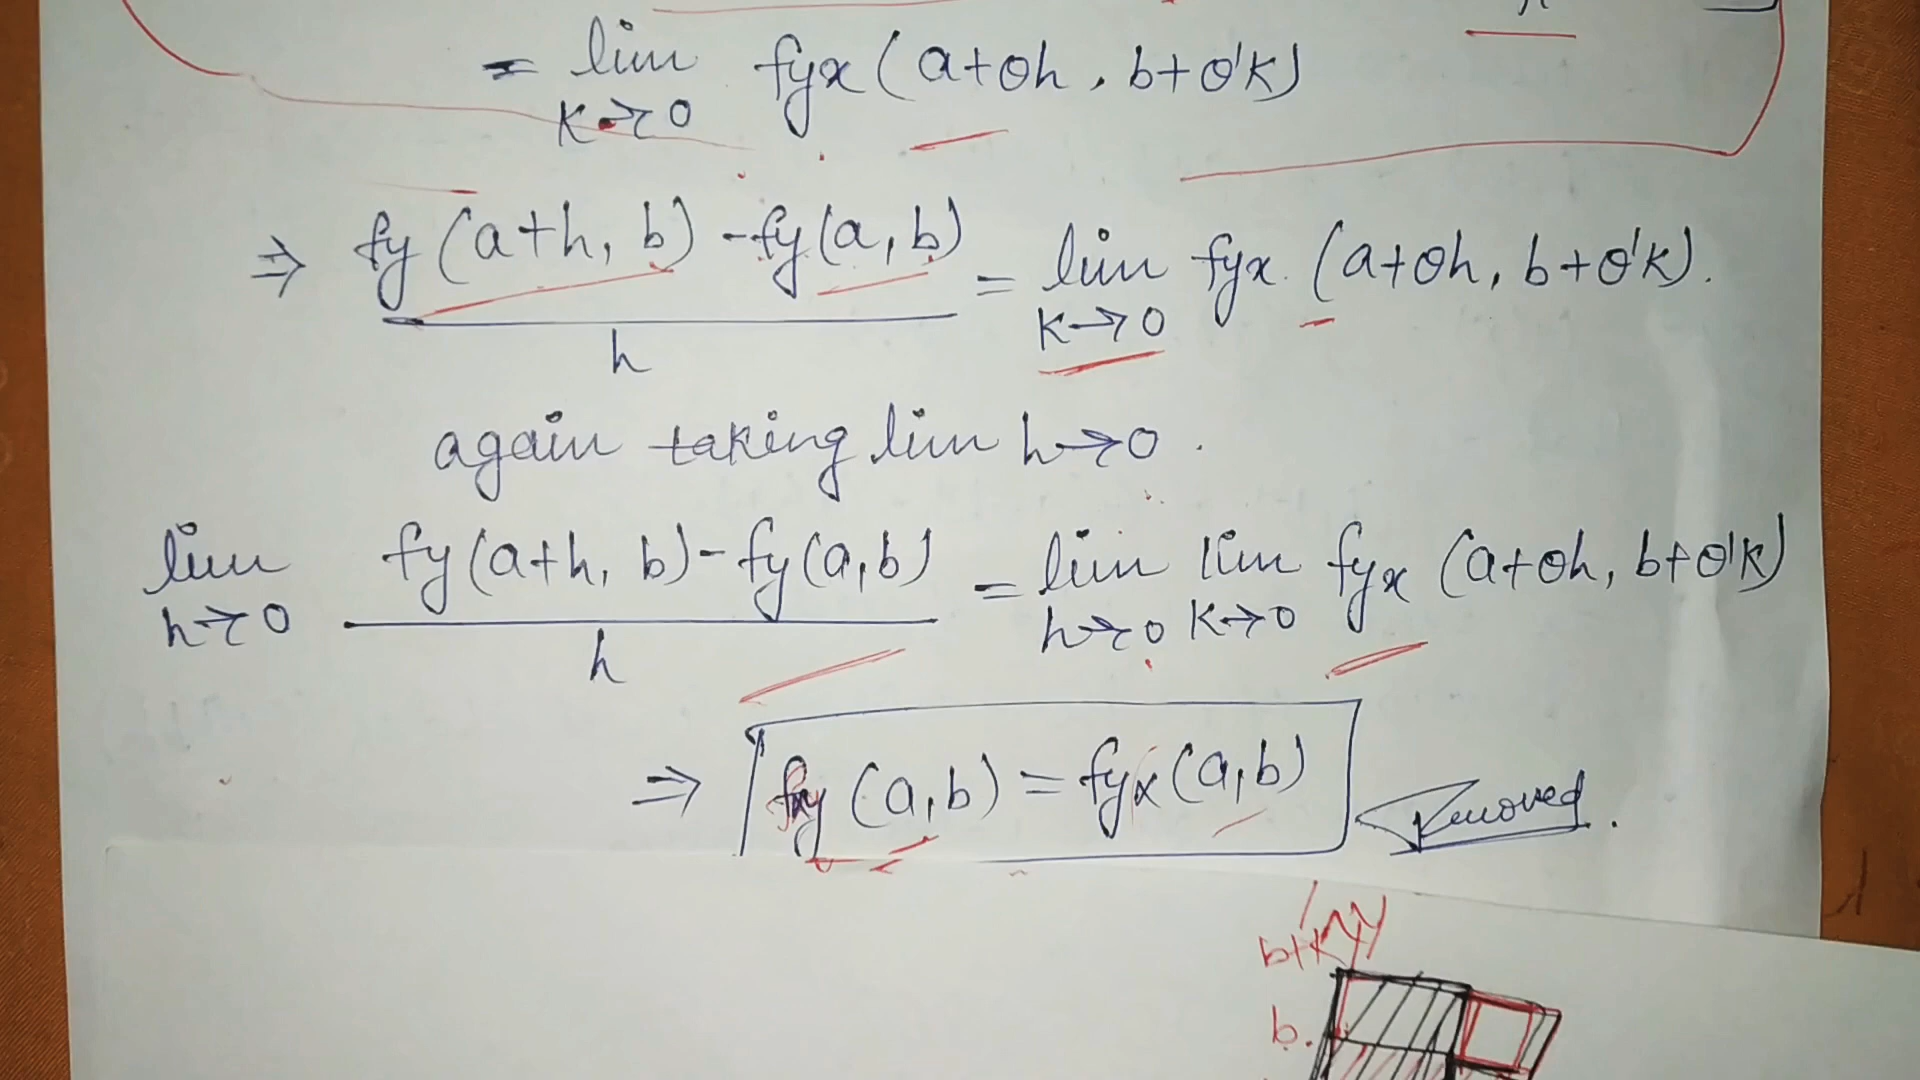 = lim fyx (a+θh, b+θ'k)
k→0
⇒ fy(a+h, b) - fy(a, b) = lim fyx (a+θh, b+θ'k).
h k→0
again taking lim h→0.
lim fy(a+h, b) - fy(a,b) = lim lim fyx (a+θh, b+θ'k)
h→0 h h→0 k→0
⇒ fxy (a,b) = fyx (a,b)
b+k
b.